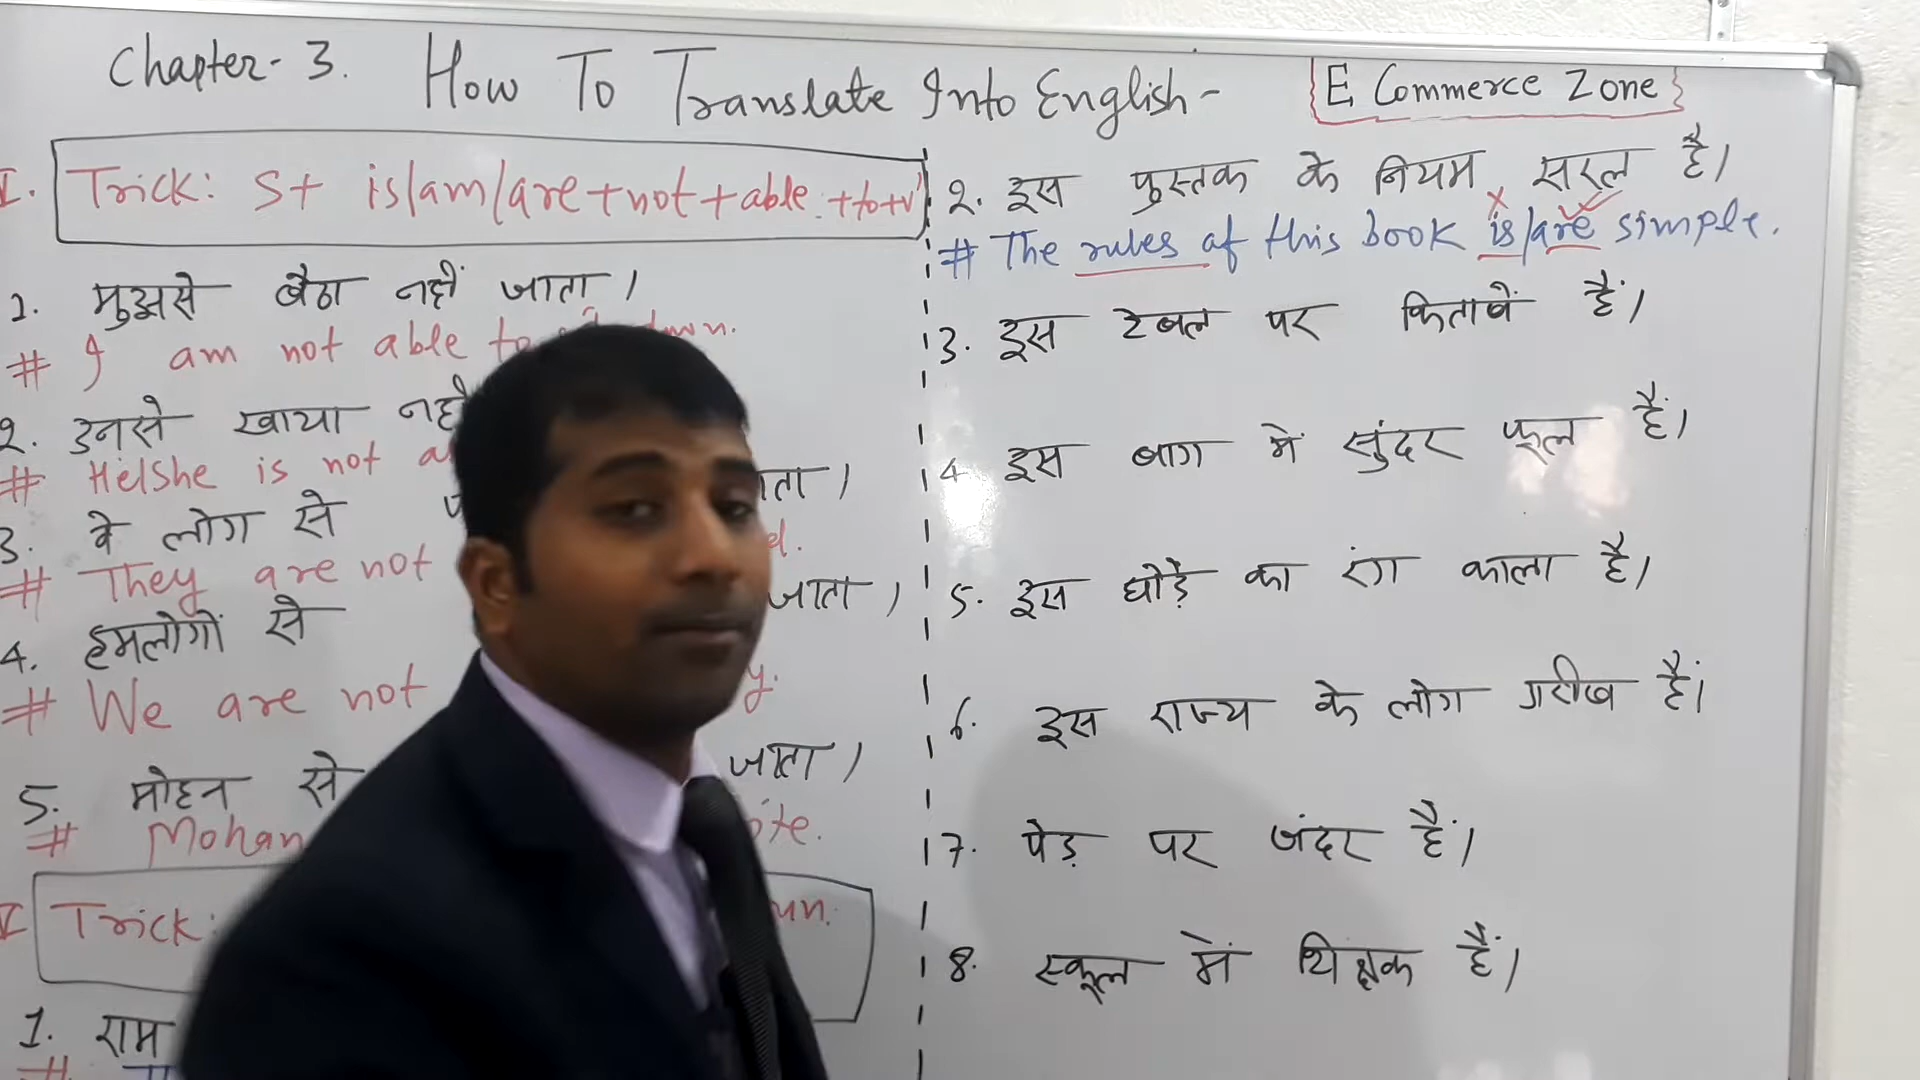 Chapter-3. How To Translate Into English-
E Commerce Zone
I. Trick: S+ is/am/are+not+able+to+v'
1. मुझसे बैठा नहीं जाता।
# I am not able to
2. उनसे खाया
# He/She is not
3. वे लोग से
# They are not
4. हमलोगों से जाता।
# We are not
5. मोहन से जाता।
# Mohan
Trick:
1. राम
2. इस पुस्तक के नियम सरल है।
# The rules of this book is/are simple.
3. इस टेबल पर किताबें हैं।
4. इस बाग में सुंदर फूल हैं।
5. इस घोड़े का रंग काला है।
6. इस राज्य के लोग गरीब हैं।
7. पेड़ पर बंदर हैं।
8. स्कूल में शिक्षक हैं।